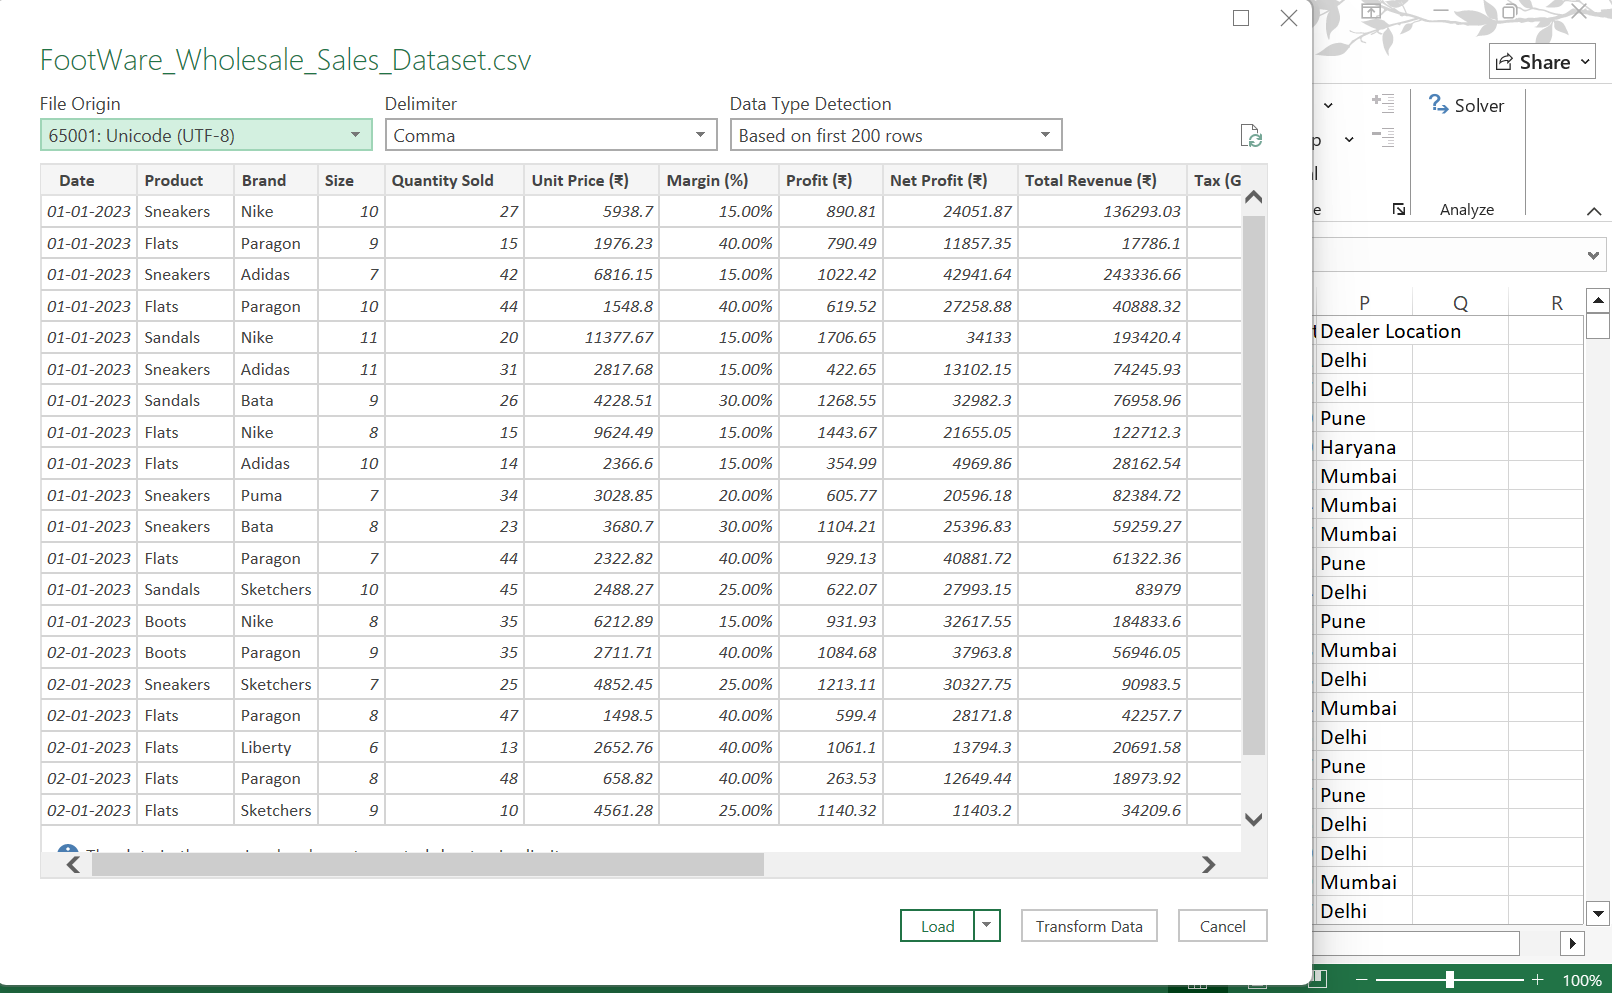 FootWare_Wholesale_Sales_Dataset.csv
File Origin Delimiter Data Type Detection
65001: Unicode (UTF-8) Comma Based on first 200 rows
Date Product Brand Size Quantity Sold Unit Price (₹) Margin (%) Profit (₹) Net Profit (₹) Total Revenue (₹) Tax (G
01-01-2023 Sneakers Nike 10 27 5938.7 15.00% 890.81 24051.87 136293.03
01-01-2023 Flats Paragon 9 15 1976.23 40.00% 790.49 11857.35 17786.1
01-01-2023 Sneakers Adidas 7 42 6816.15 15.00% 1022.42 42941.64 243336.66
01-01-2023 Flats Paragon 10 44 1548.8 40.00% 619.52 27258.88 40888.32
01-01-2023 Sandals Nike 11 20 11377.67 15.00% 1706.65 34133 193420.4
01-01-2023 Sneakers Adidas 11 31 2817.68 15.00% 422.65 13102.15 74245.93
01-01-2023 Sandals Bata 9 26 4228.51 30.00% 1268.55 32982.3 76958.96
01-01-2023 Flats Nike 8 15 9624.49 15.00% 1443.67 21655.05 122712.3
01-01-2023 Flats Adidas 10 14 2366.6 15.00% 354.99 4969.86 28162.54
01-01-2023 Sneakers Puma 7 34 3028.85 20.00% 605.77 20596.18 82384.72
01-01-2023 Sneakers Bata 8 23 3680.7 30.00% 1104.21 25396.83 59259.27
01-01-2023 Flats Paragon 7 44 2322.82 40.00% 929.13 40881.72 61322.36
01-01-2023 Sandals Sketchers 10 45 2488.27 25.00% 622.07 27993.15 83979
01-01-2023 Boots Nike 8 35 6212.89 15.00% 931.93 32617.55 184833.6
02-01-2023 Boots Paragon 9 35 2711.71 40.00% 1084.68 37963.8 56946.05
02-01-2023 Sneakers Sketchers 7 25 4852.45 25.00% 1213.11 30327.75 90983.5
02-01-2023 Flats Paragon 8 47 1498.5 40.00% 599.4 28171.8 42257.7
02-01-2023 Flats Liberty 6 13 2652.76 40.00% 1061.1 13794.3 20691.58
02-01-2023 Flats Paragon 8 48 658.82 40.00% 263.53 12649.44 18973.92
02-01-2023 Flats Sketchers 9 10 4561.28 25.00% 1140.32 11403.2 34209.6
Load Transform Data Cancel
Share
Solver
Analyze
P Q R
Dealer Location
Delhi
Delhi
Pune
Haryana
Mumbai
Mumbai
Mumbai
Pune
Delhi
Pune
Mumbai
Delhi
Mumbai
Delhi
Pune
Pune
Delhi
Delhi
Mumbai
Delhi
100%